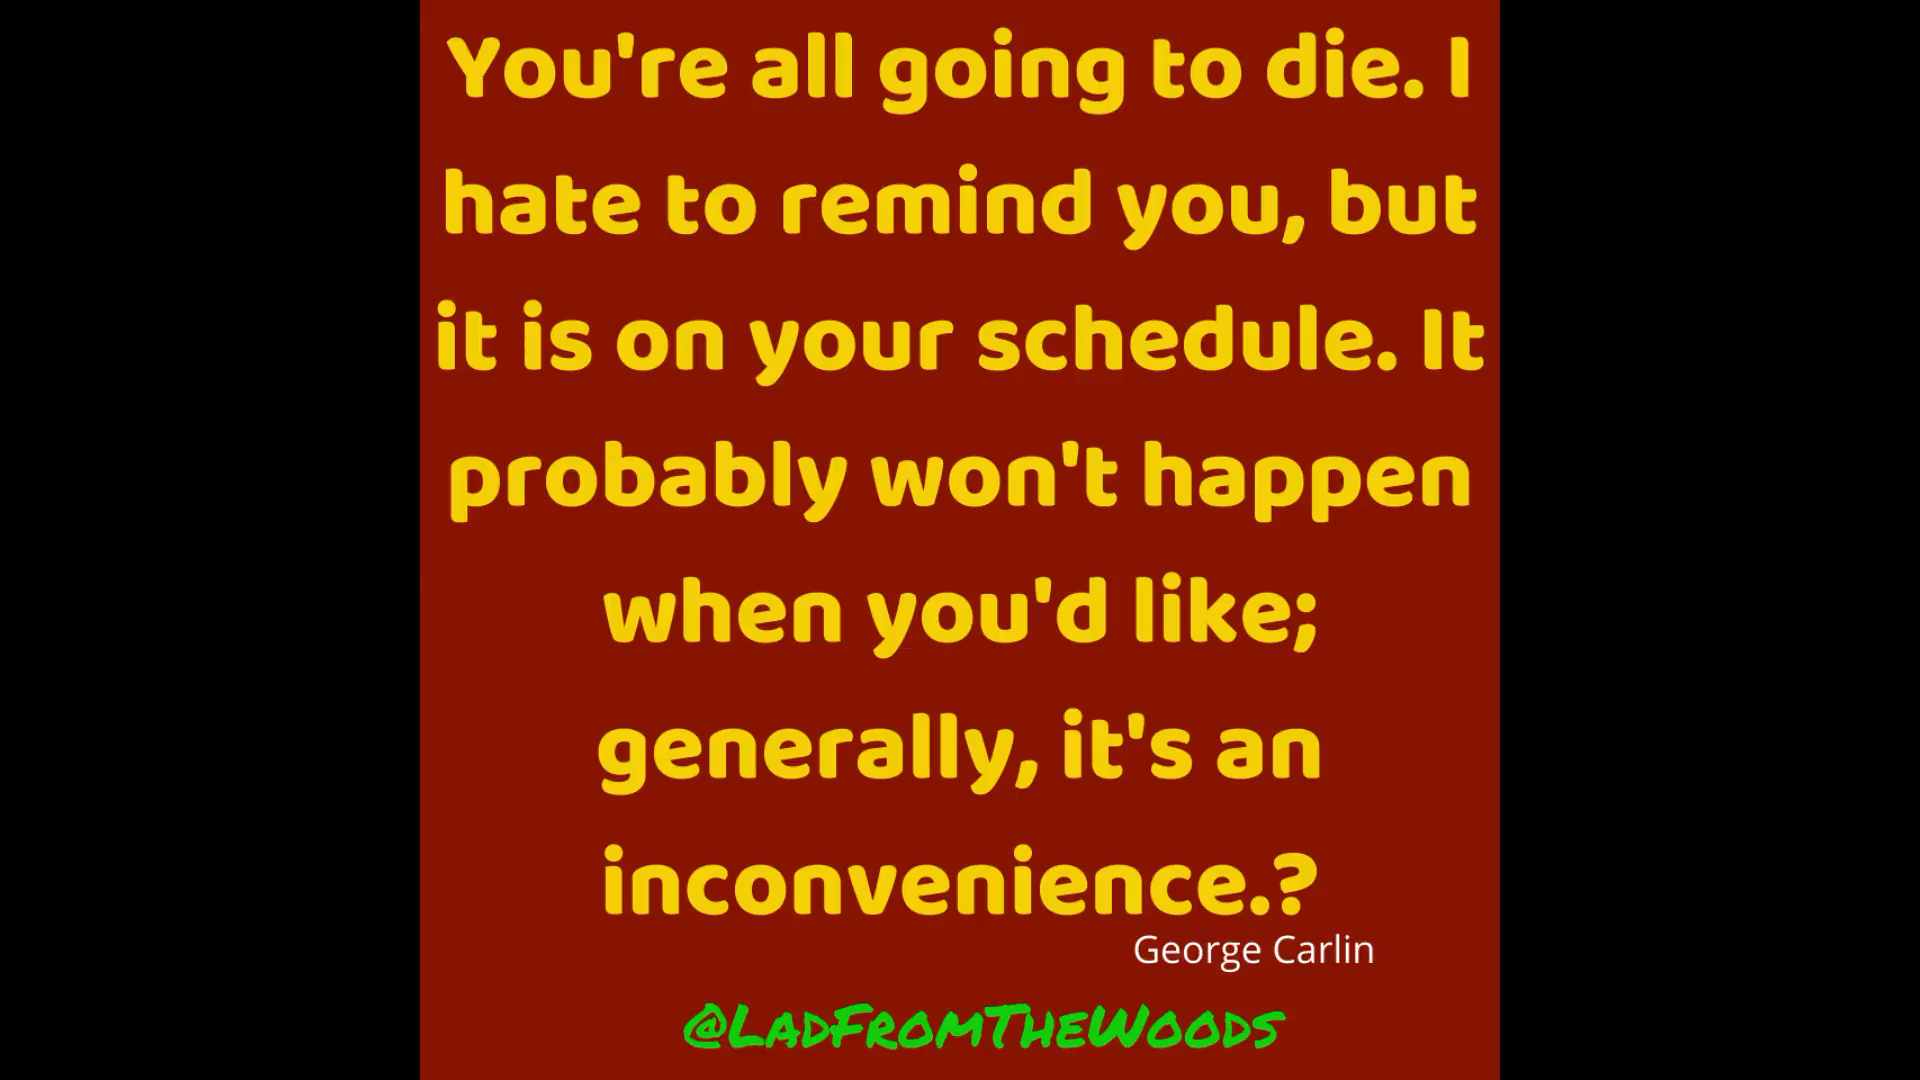 You're all going to die. I
hate to remind you, but
it is on your schedule. It
probably won't happen
when you'd like;
generally, it's an
inconvenience.?
George Carlin
@LadFromTheWoods